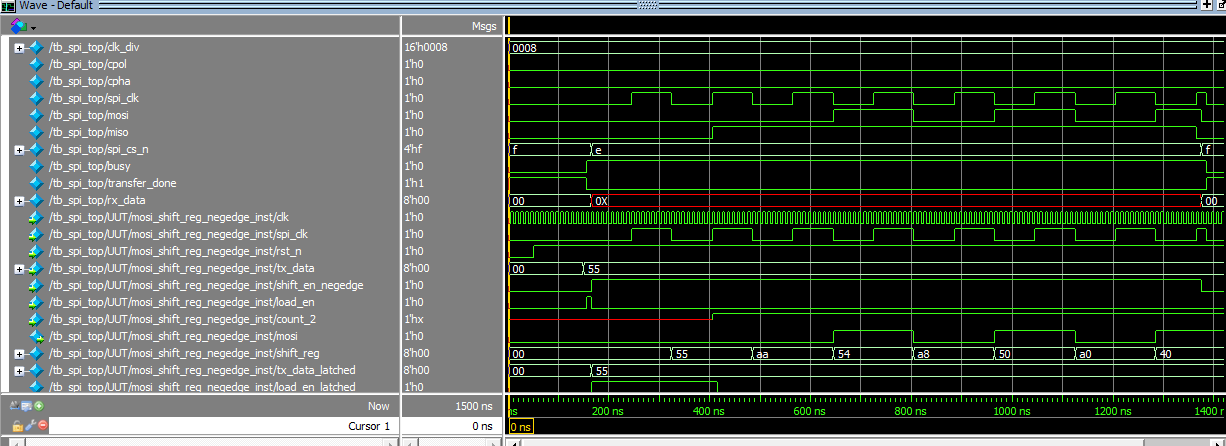 Wave - Default
Msgs
/tb_spi_top/clk_div 16'h0008 0008
/tb_spi_top/cpol 1'h0
/tb_spi_top/cpha 1'h0
/tb_spi_top/spi_clk 1'h0
/tb_spi_top/mosi 1'h0
/tb_spi_top/miso 1'h0
/tb_spi_top/spi_cs_n 4'hf f e f
/tb_spi_top/busy 1'h0
/tb_spi_top/transfer_done 1'h1
/tb_spi_top/rx_data 8'h00 00 0X 00
/tb_spi_top/UUT/mosi_shift_reg_negedge_inst/clk 1'h0
/tb_spi_top/UUT/mosi_shift_reg_negedge_inst/spi_clk 1'h0
/tb_spi_top/UUT/mosi_shift_reg_negedge_inst/rst_n 1'h0
/tb_spi_top/UUT/mosi_shift_reg_negedge_inst/tx_data 8'h00 00 55
/tb_spi_top/UUT/mosi_shift_reg_negedge_inst/shift_en_negedge 1'h0
/tb_spi_top/UUT/mosi_shift_reg_negedge_inst/load_en 1'h0
/tb_spi_top/UUT/mosi_shift_reg_negedge_inst/count_2 1'hx
/tb_spi_top/UUT/mosi_shift_reg_negedge_inst/mosi 1'h0
/tb_spi_top/UUT/mosi_shift_reg_negedge_inst/shift_reg 8'h00 00 55 aa 54 a8 50 a0 40
/tb_spi_top/UUT/mosi_shift_reg_negedge_inst/tx_data_latched 8'h00 00 55
/tb_spi_top/UUT/mosi_shift_reg_negedge_inst/load_en_latched 1'h0
Now 1500 ns ns 200 ns 400 ns 600 ns 800 ns 1000 ns 1200 ns 1400 r
Cursor 1 0 ns 0 ns